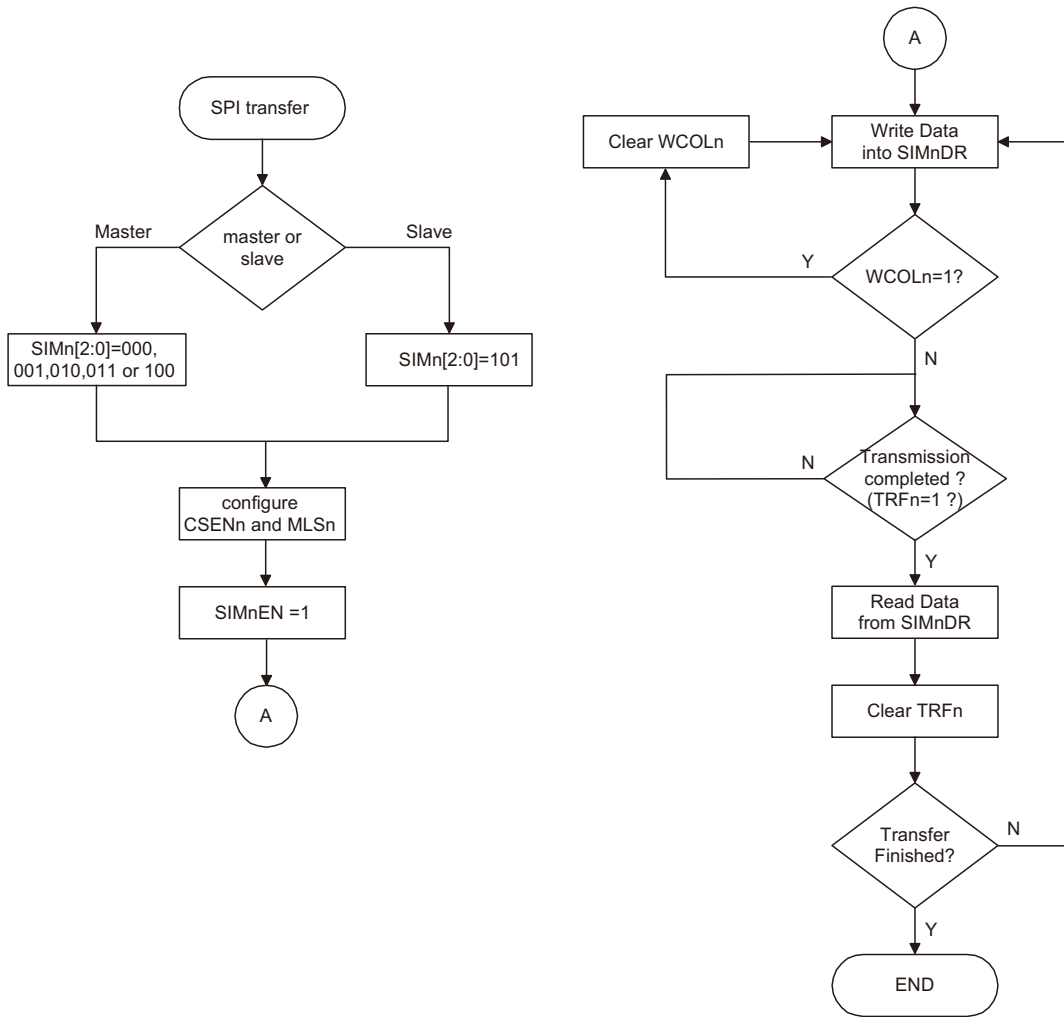 SPI transfer
master or
slave
Master
Slave
SIMn[2:0]=000,
001,010,011 or 100
SIMn[2:0]=101
configure
CSENn and MLSn
SIMnEN =1
A
A
Write Data
into SIMnDR
Clear WCOLn
WCOLn=1?
Y
N
Transmission
completed ?
(TRFn=1 ?)
N
Y
Read Data
from SIMnDR
Clear TRFn
Transfer
Finished?
N
Y
END